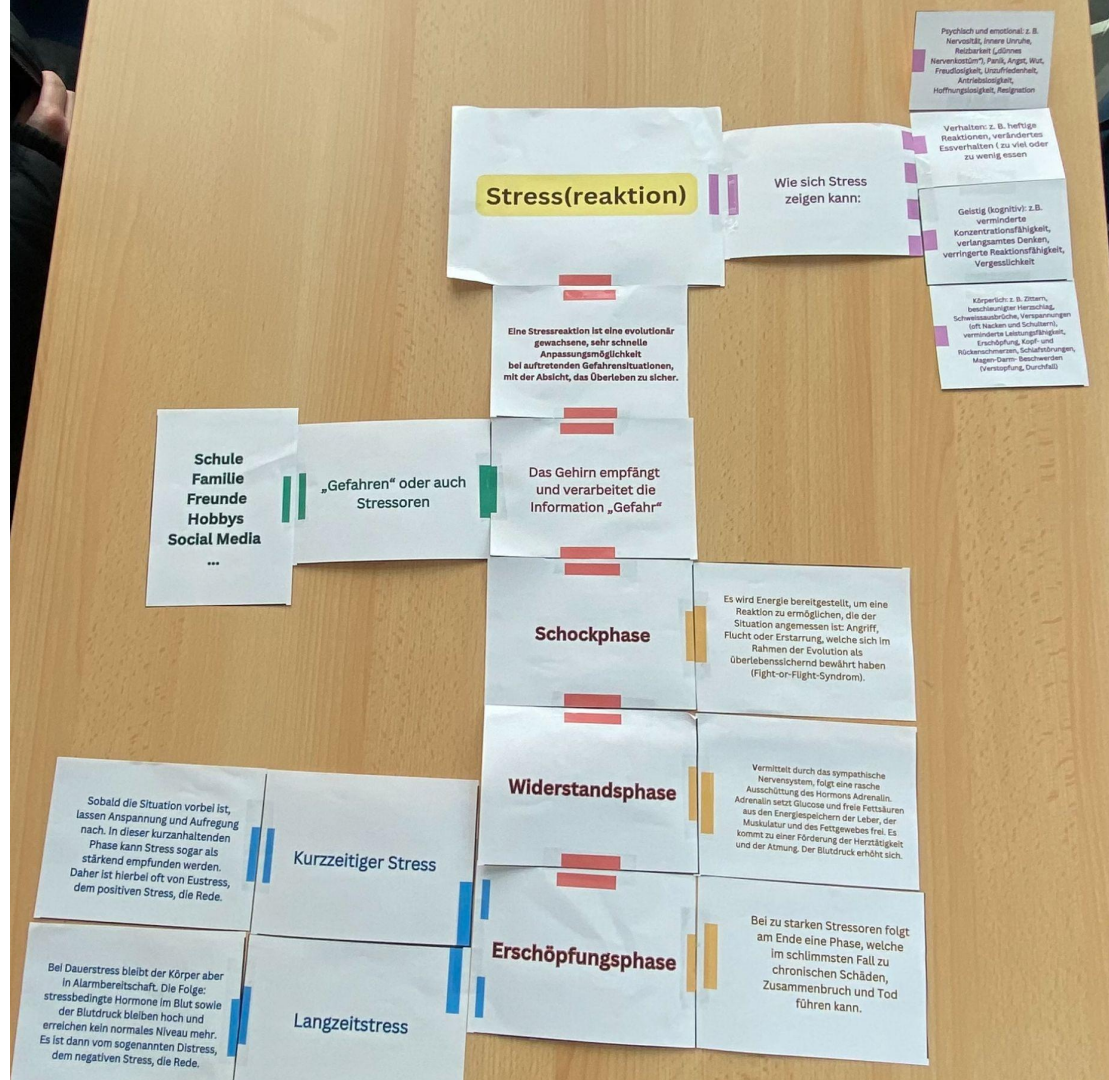 Stress(reaktion)
Wie sich Stress
zeigen kann:
Psychisch und emotional: z. B.
Nervosität, innere Unruhe,
Reizbarkeit („dünnes
Nervenkostüm“), Panik, Angst, Wut,
Freudlosigkeit, Unzufriedenheit,
Antriebslosigkeit,
Hoffnungslosigkeit, Resignation
Verhalten: z. B. heftige
Reaktionen, verändertes
Essverhalten ( zu viel oder
zu wenig essen
Geistig (kognitiv): z.B.
verminderte
Konzentrationsfähigkeit,
verlangsamtes Denken,
verringerte Reaktionsfähigkeit,
Vergesslichkeit
Körperlich: z. B. Zittern,
beschleunigter Herzschlag,
Schweissausbrüche, Verspannungen
(oft Nacken und Schultern),
verminderte Leistungsfähigkeit,
Erschöpfung, Kopf- und
Rückenschmerzen, Schlafstörungen,
Magen-Darm- Beschwerden
(Verstopfung, Durchfall)
Eine Stressreaktion ist eine evolutionär
gewachsene, sehr schnelle
Anpassungsmöglichkeit
bei auftretenden Gefahrensituationen,
mit der Absicht, das Überleben zu sicher.
Das Gehirn empfängt
und verarbeitet die
Information „Gefahr“
„Gefahren“ oder auch
Stressoren
Schule
Familie
Freunde
Hobbys
Social Media
...
Schockphase
Es wird Energie bereitgestellt, um eine
Reaktion zu ermöglichen, die der
Situation angemessen ist: Angriff,
Flucht oder Erstarrung, welche sich im
Rahmen der Evolution als
überlebenssichernd bewährt haben
(Fight-or-Flight-Syndrom).
Widerstandsphase
Vermittelt durch das sympathische
Nervensystem, folgt eine rasche
Ausschüttung des Hormons Adrenalin.
Adrenalin setzt Glucose und freie Fettsäuren
aus den Energiespeichern der Leber, der
Muskulatur und des Fettgewebes frei. Es
kommt zu einer Förderung der Herztätigkeit
und der Atmung. Der Blutdruck erhöht sich.
Erschöpfungsphase
Bei zu starken Stressoren folgt
am Ende eine Phase, welche
im schlimmsten Fall zu
chronischen Schäden,
Zusammenbruch und Tod
führen kann.
Kurzzeitiger Stress
Sobald die Situation vorbei ist,
lassen Anspannung und Aufregung
nach. In dieser kurzanhaltenden
Phase kann Stress sogar als
stärkend empfunden werden.
Daher ist hierbei oft von Eustress,
dem positiven Stress, die Rede.
Langzeitstress
Bei Dauerstress bleibt der Körper aber
in Alarmbereitschaft. Die Folge:
stressbedingte Hormone im Blut sowie
der Blutdruck bleiben hoch und
erreichen kein normales Niveau mehr.
Es ist dann vom sogenannten Distress,
dem negativen Stress, die Rede.